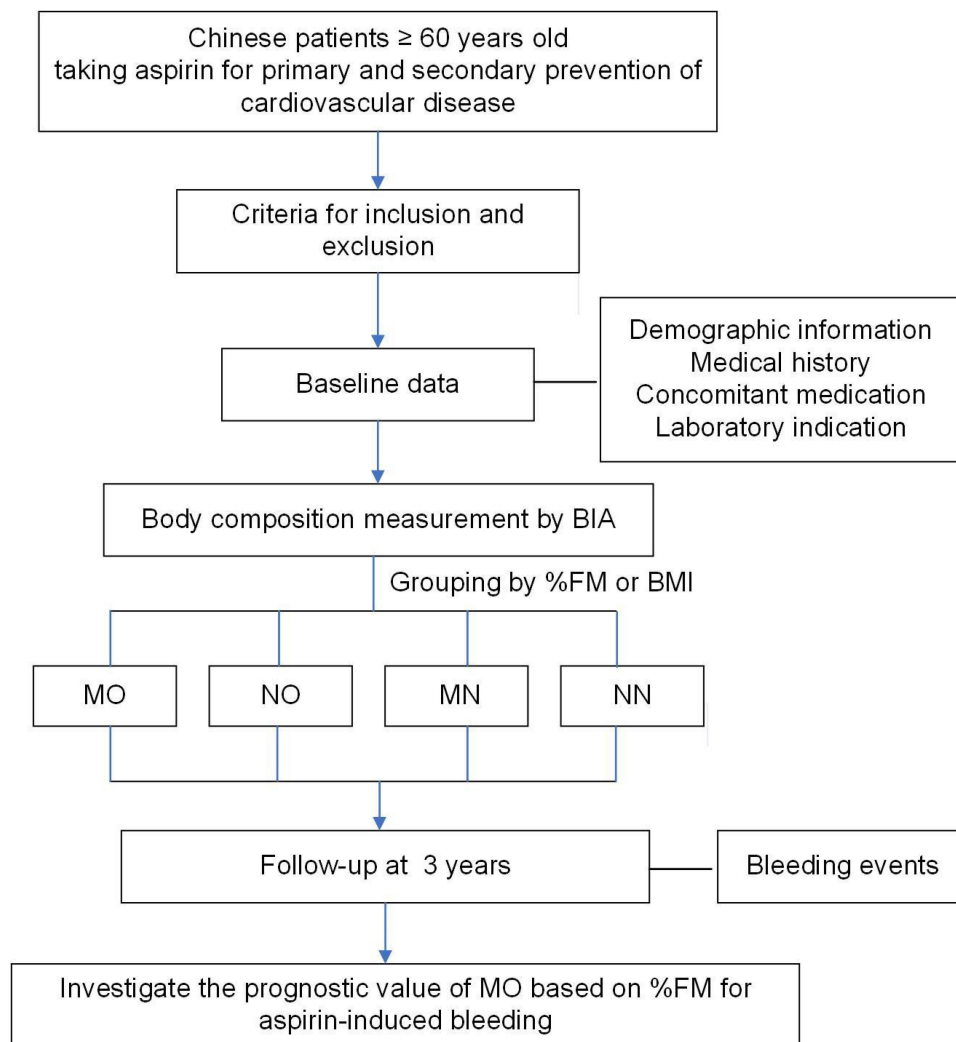 Chinese patients ≥ 60 years old
taking aspirin for primary and secondary prevention of
cardiovascular disease
Criteria for inclusion and
exclusion
Baseline data
Demographic information
Medical history
Concomitant medication
Laboratory indication
Body composition measurement by BIA
Grouping by %FM or BMI
MO
NO
MN
NN
Follow-up at 3 years
Bleeding events
Investigate the prognostic value of MO based on %FM for
aspirin-induced bleeding